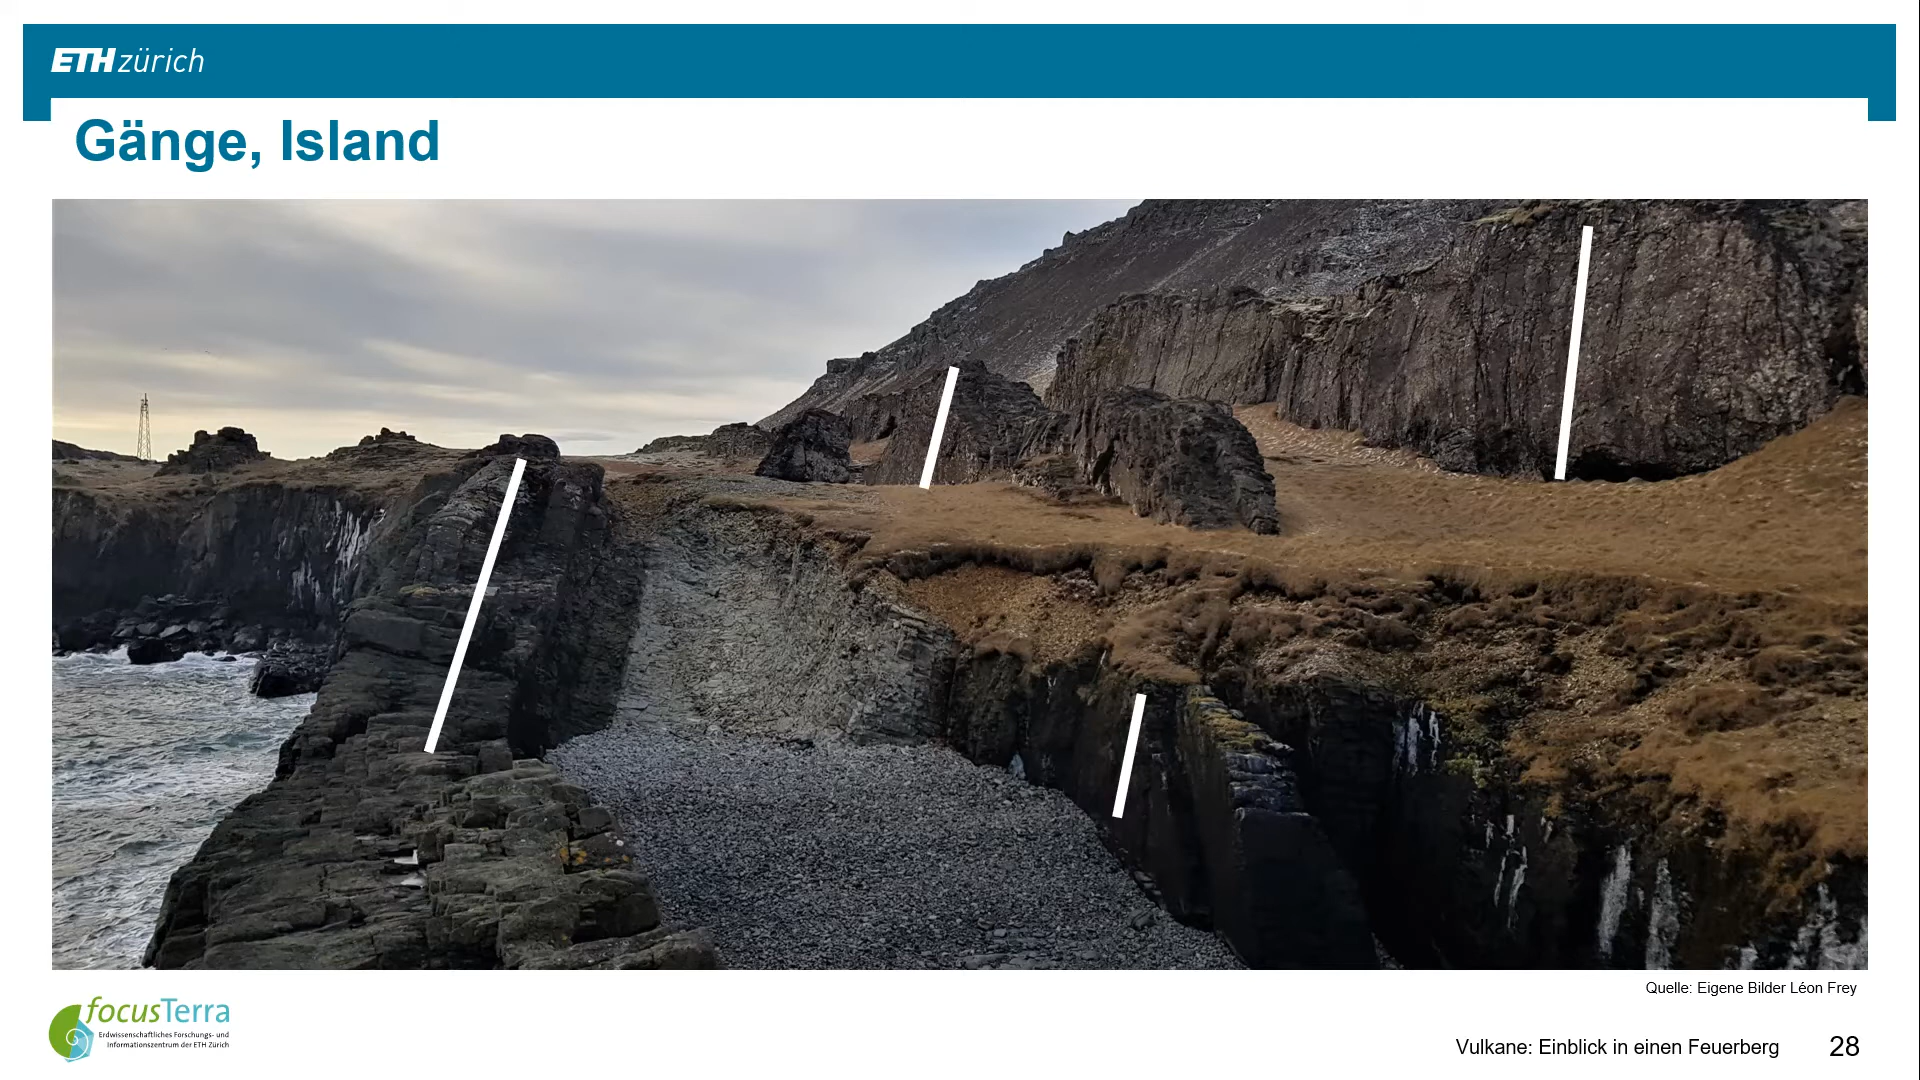 ETH zürich
Gänge, Island
Quelle: Eigene Bilder Léon Frey
focusTerra
Erdwissenschaftliches Forschungs- und
Informationszentrum der ETH Zürich
Vulkane: Einblick in einen Feuerberg 28